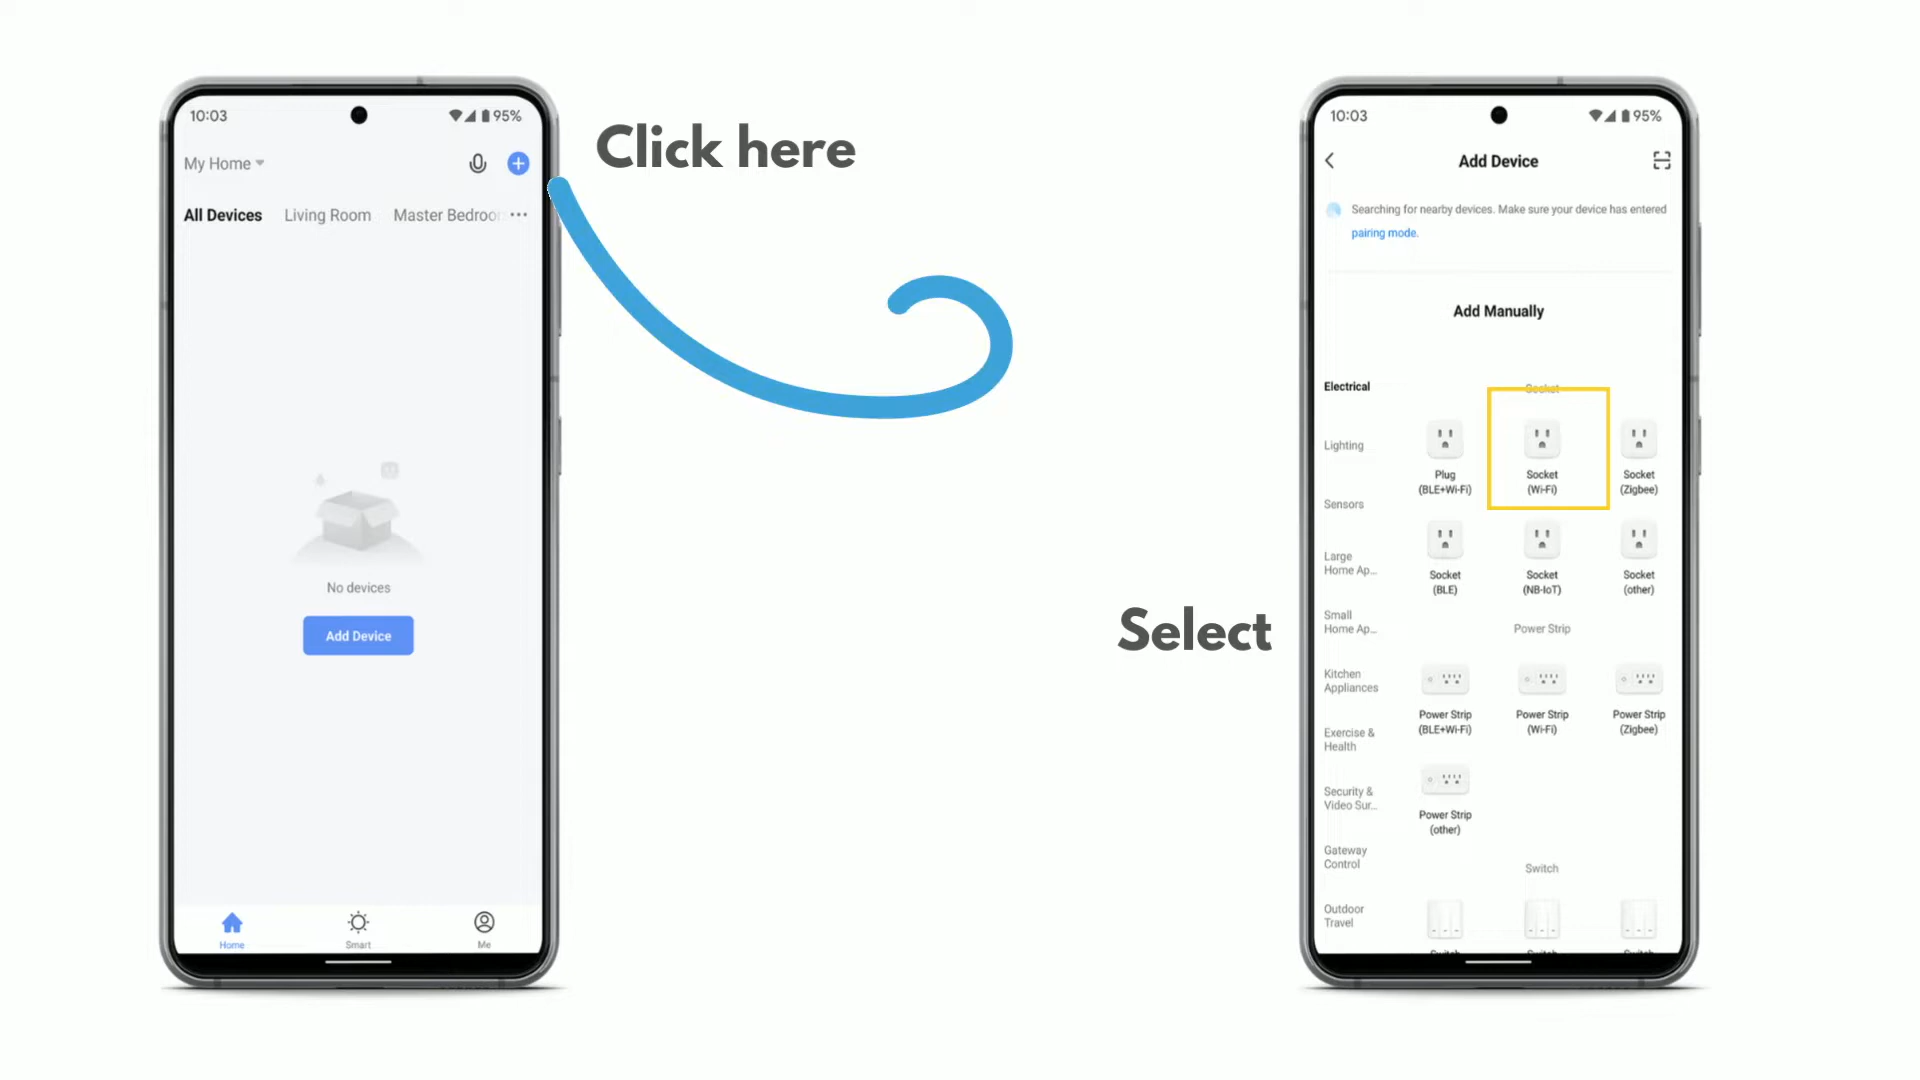 10:03
95%
My Home
All Devices
Living Room
Master Bedroo
No devices
Add Device
Home
Smart
Me
Click here
Select
10:03
95%
Add Device
Searching for nearby devices. Make sure your device has entered
pairing mode.
Add Manually
Electrical
Lighting
Sensors
Large
Home Ap...
Small
Home Ap...
Kitchen
Appliances
Exercise &
Health
Security &
Video Sur...
Gateway
Control
Outdoor
Travel
Socket
Plug
(BLE+Wi-Fi)
Socket
(Wi-Fi)
Socket
(Zigbee)
Socket
(BLE)
Socket
(NB-IoT)
Socket
(other)
Power Strip
Power Strip
(BLE+Wi-Fi)
Power Strip
(Wi-Fi)
Power Strip
(Zigbee)
Power Strip
(other)
Switch
Switch
Switch
Switch